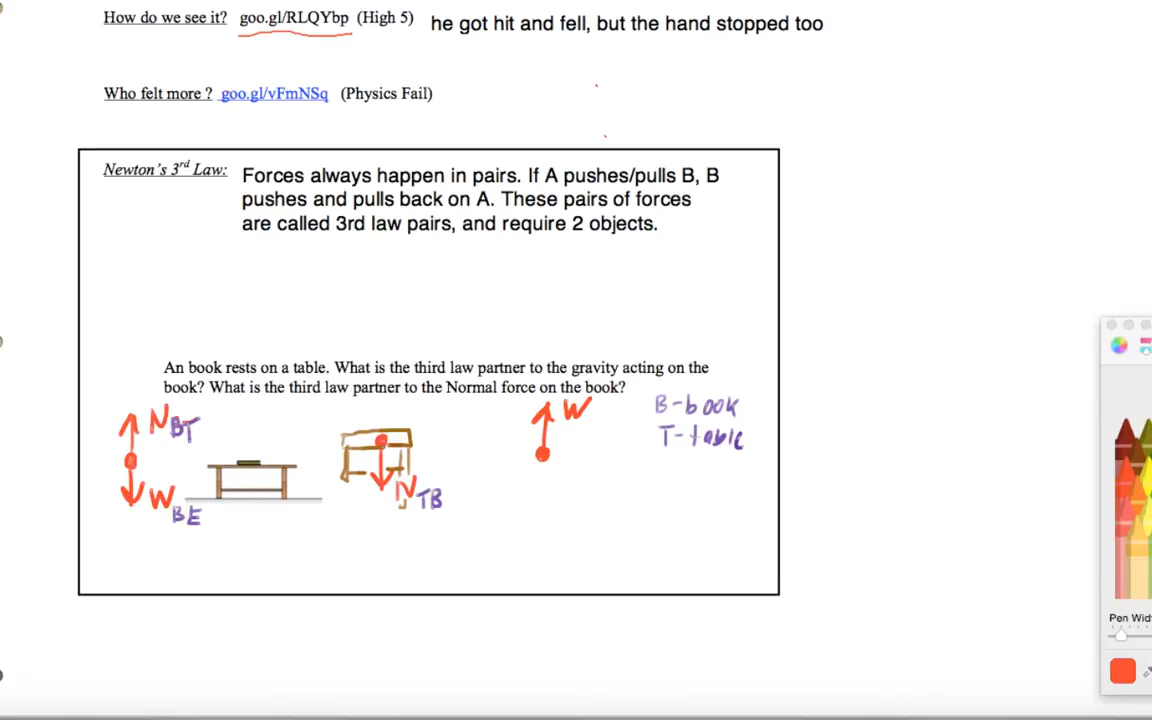 How do we see it? goo.gl/RLQYbp (High 5) he got hit and fell, but the hand stopped too
Who felt more ? goo.gl/vFmNSq (Physics Fail)
Newton's 3rd Law: Forces always happen in pairs. If A pushes/pulls B, B
pushes and pulls back on A. These pairs of forces
are called 3rd law pairs, and require 2 objects.
An book rests on a table. What is the third law partner to the gravity acting on the
book? What is the third law partner to the Normal force on the book?
N BT
W BE
N TB
W
B-book
T-table
Pen Wid